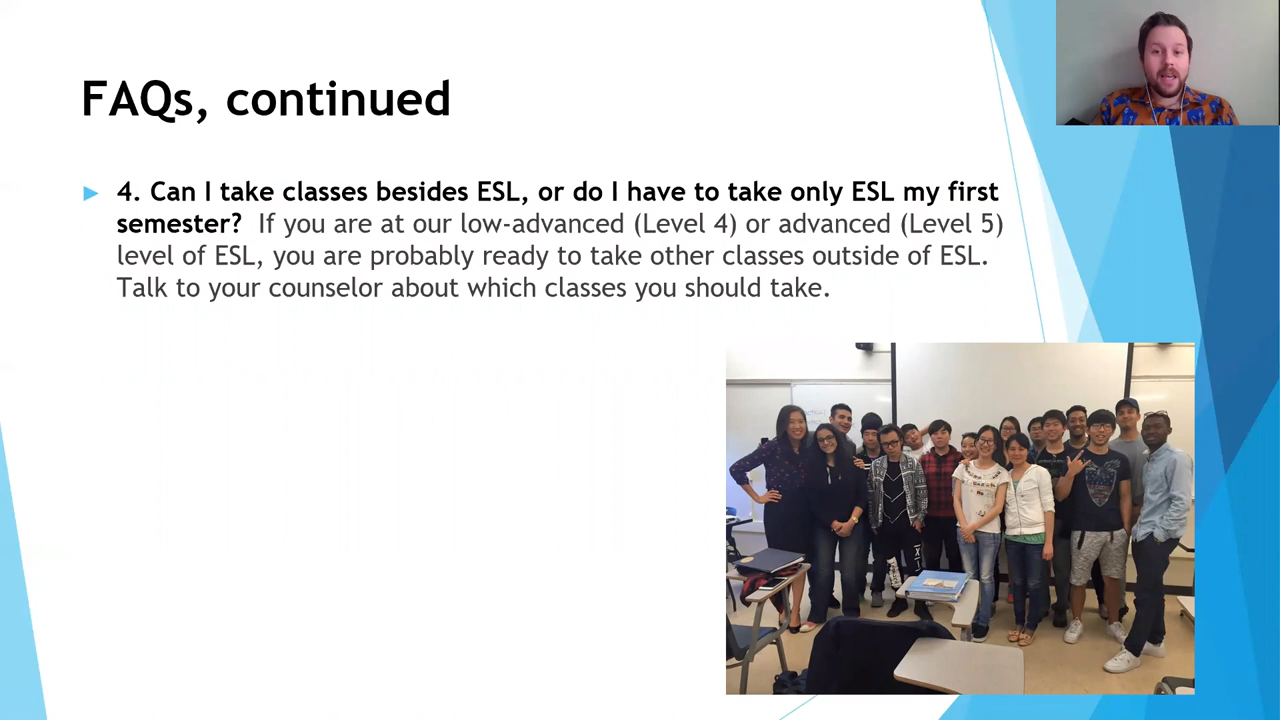 FAQs, continued
4. Can I take classes besides ESL, or do I have to take only ESL my first
semester? If you are at our low-advanced (Level 4) or advanced (Level 5)
level of ESL, you are probably ready to take other classes outside of ESL.
Talk to your counselor about which classes you should take.